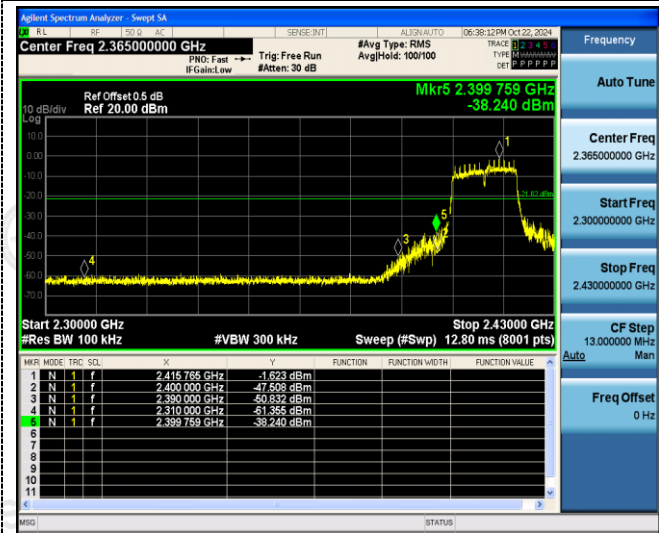 Agilent Spectrum Analyzer - Swept SA
RL RF 50 Ω AC SENSE:INT ALIGN AUTO 06:38:12 PM Oct 22, 2024
Center Freq 2.365000000 GHz
PNO: Fast Trig: Free Run
IFGain:Low #Atten: 30 dB
#Avg Type: RMS
Avg|Hold: 100/100
TRACE 1 2 3 4 5 6
TYPE M
DET P P P P P P
Frequency
Auto Tune
Center Freq
2.365000000 GHz
Start Freq
2.300000000 GHz
Stop Freq
2.430000000 GHz
CF Step
13.000000 MHz
Auto Man
Freq Offset
0 Hz
Mkr5 2.399 759 GHz
-38.240 dBm
Ref Offset 0.5 dB
10 dB/div Ref 20.00 dBm
Log
10.0
0.00
-10.0
-20.0
-30.0
-40.0
-50.0
-60.0
-70.0
-21.62 dBm
1
5
2
3
4
Start 2.30000 GHz Stop 2.43000 GHz
#Res BW 100 kHz #VBW 300 kHz Sweep (#Swp) 12.80 ms (8001 pts)
MKR MODE TRC SCL X Y FUNCTION FUNCTION WIDTH FUNCTION VALUE
1 N 1 f 2.415 765 GHz -1.623 dBm
2 N 1 f 2.400 000 GHz -47.508 dBm
3 N 1 f 2.390 000 GHz -50.832 dBm
4 N 1 f 2.310 000 GHz -61.355 dBm
5 N 1 f 2.399 759 GHz -38.240 dBm
6
7
8
9
10
11
MSG STATUS